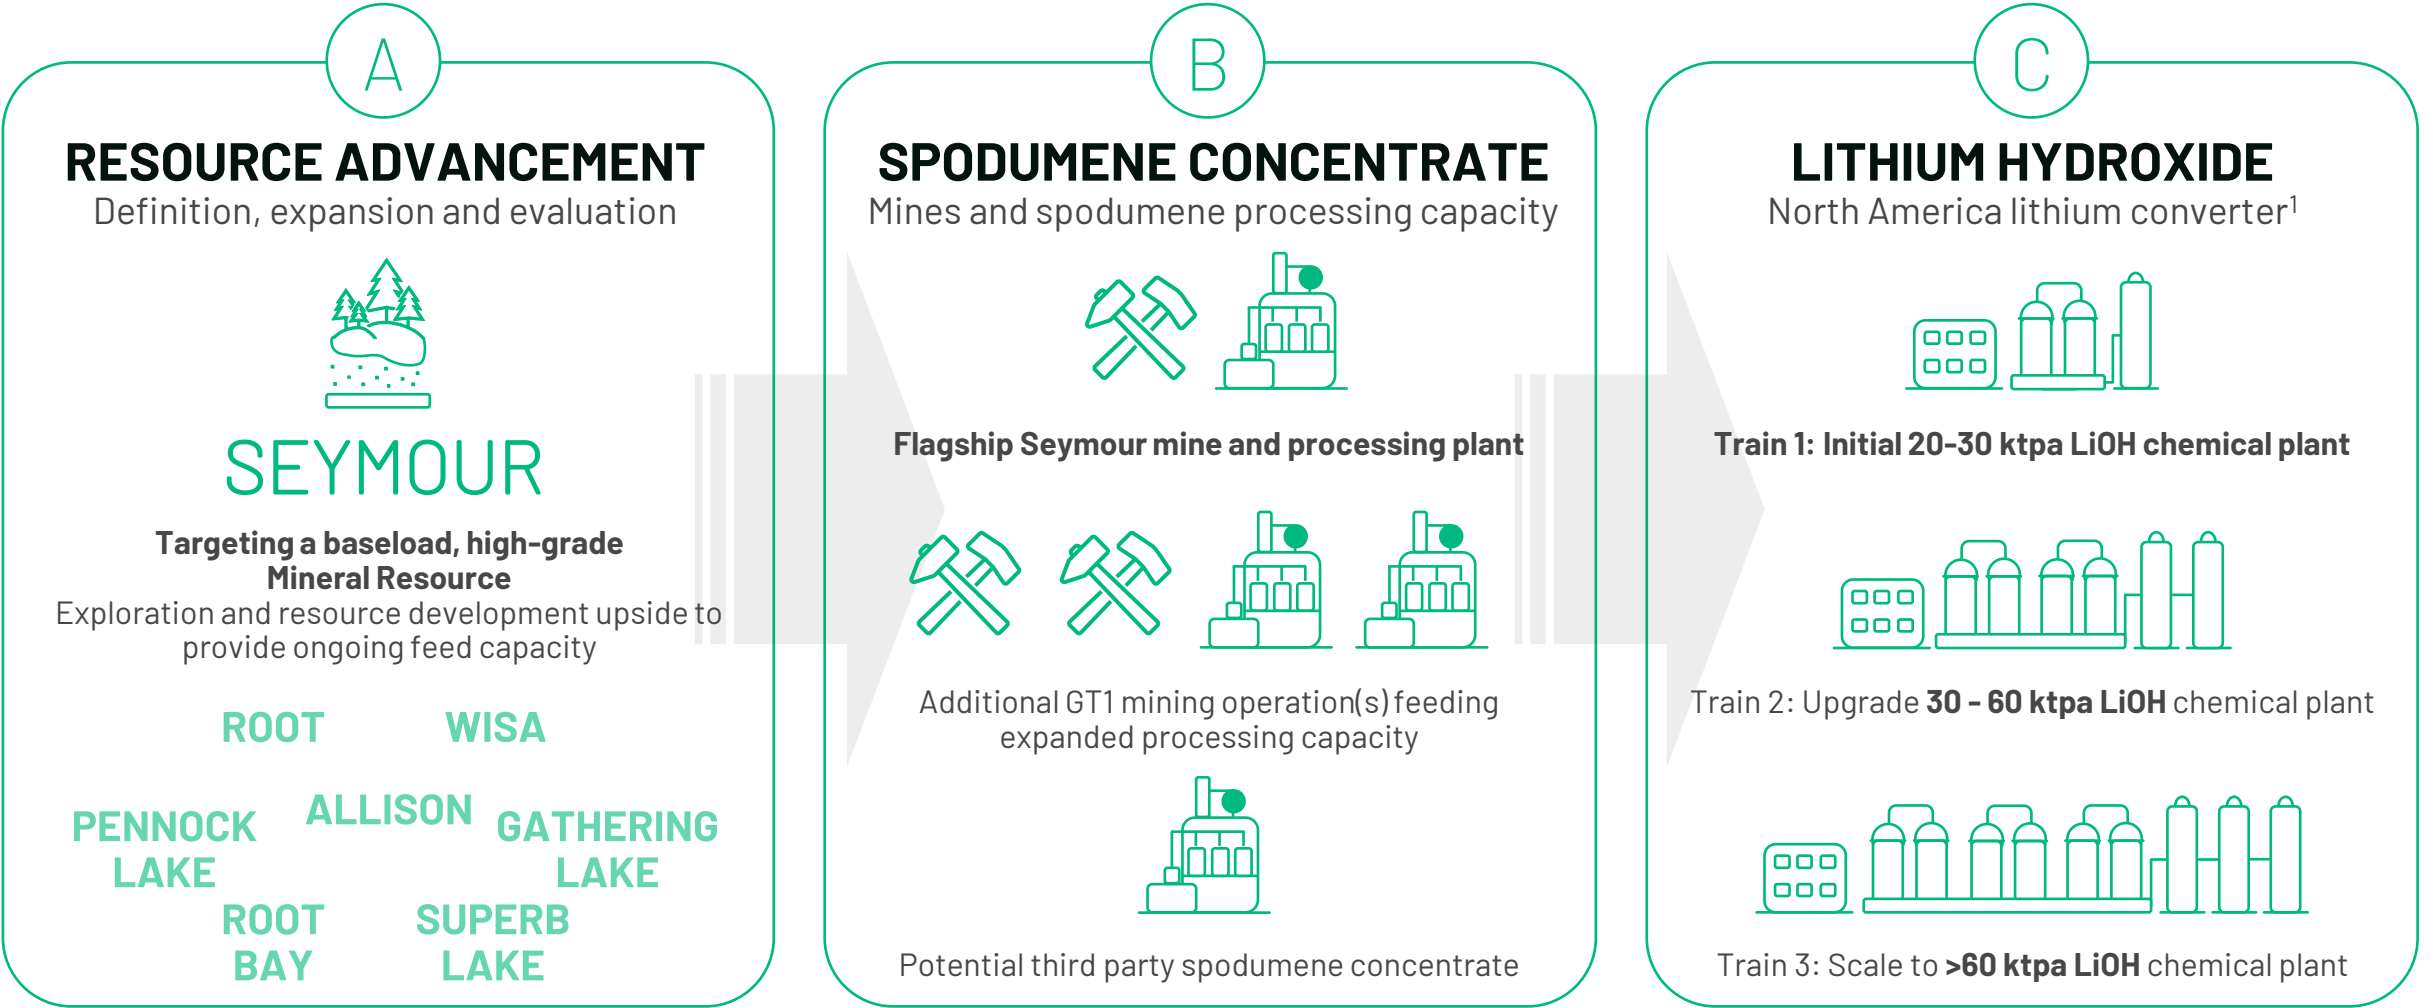 A
RESOURCE ADVANCEMENT
Definition, expansion and evaluation
SEYMOUR
Targeting a baseload, high-grade
Mineral Resource
Exploration and resource development upside to
provide ongoing feed capacity
ROOT
WISA
ALLISON
PENNOCK
LAKE
GATHERING
LAKE
ROOT
BAY
SUPERB
LAKE
B
SPODUMENE CONCENTRATE
Mines and spodumene processing capacity
Flagship Seymour mine and processing plant
Additional GT1 mining operation(s) feeding
expanded processing capacity
Potential third party spodumene concentrate
C
LITHIUM HYDROXIDE
North America lithium converter¹
Train 1: Initial 20-30 ktpa LiOH chemical plant
Train 2: Upgrade 30 - 60 ktpa LiOH chemical plant
Train 3: Scale to >60 ktpa LiOH chemical plant